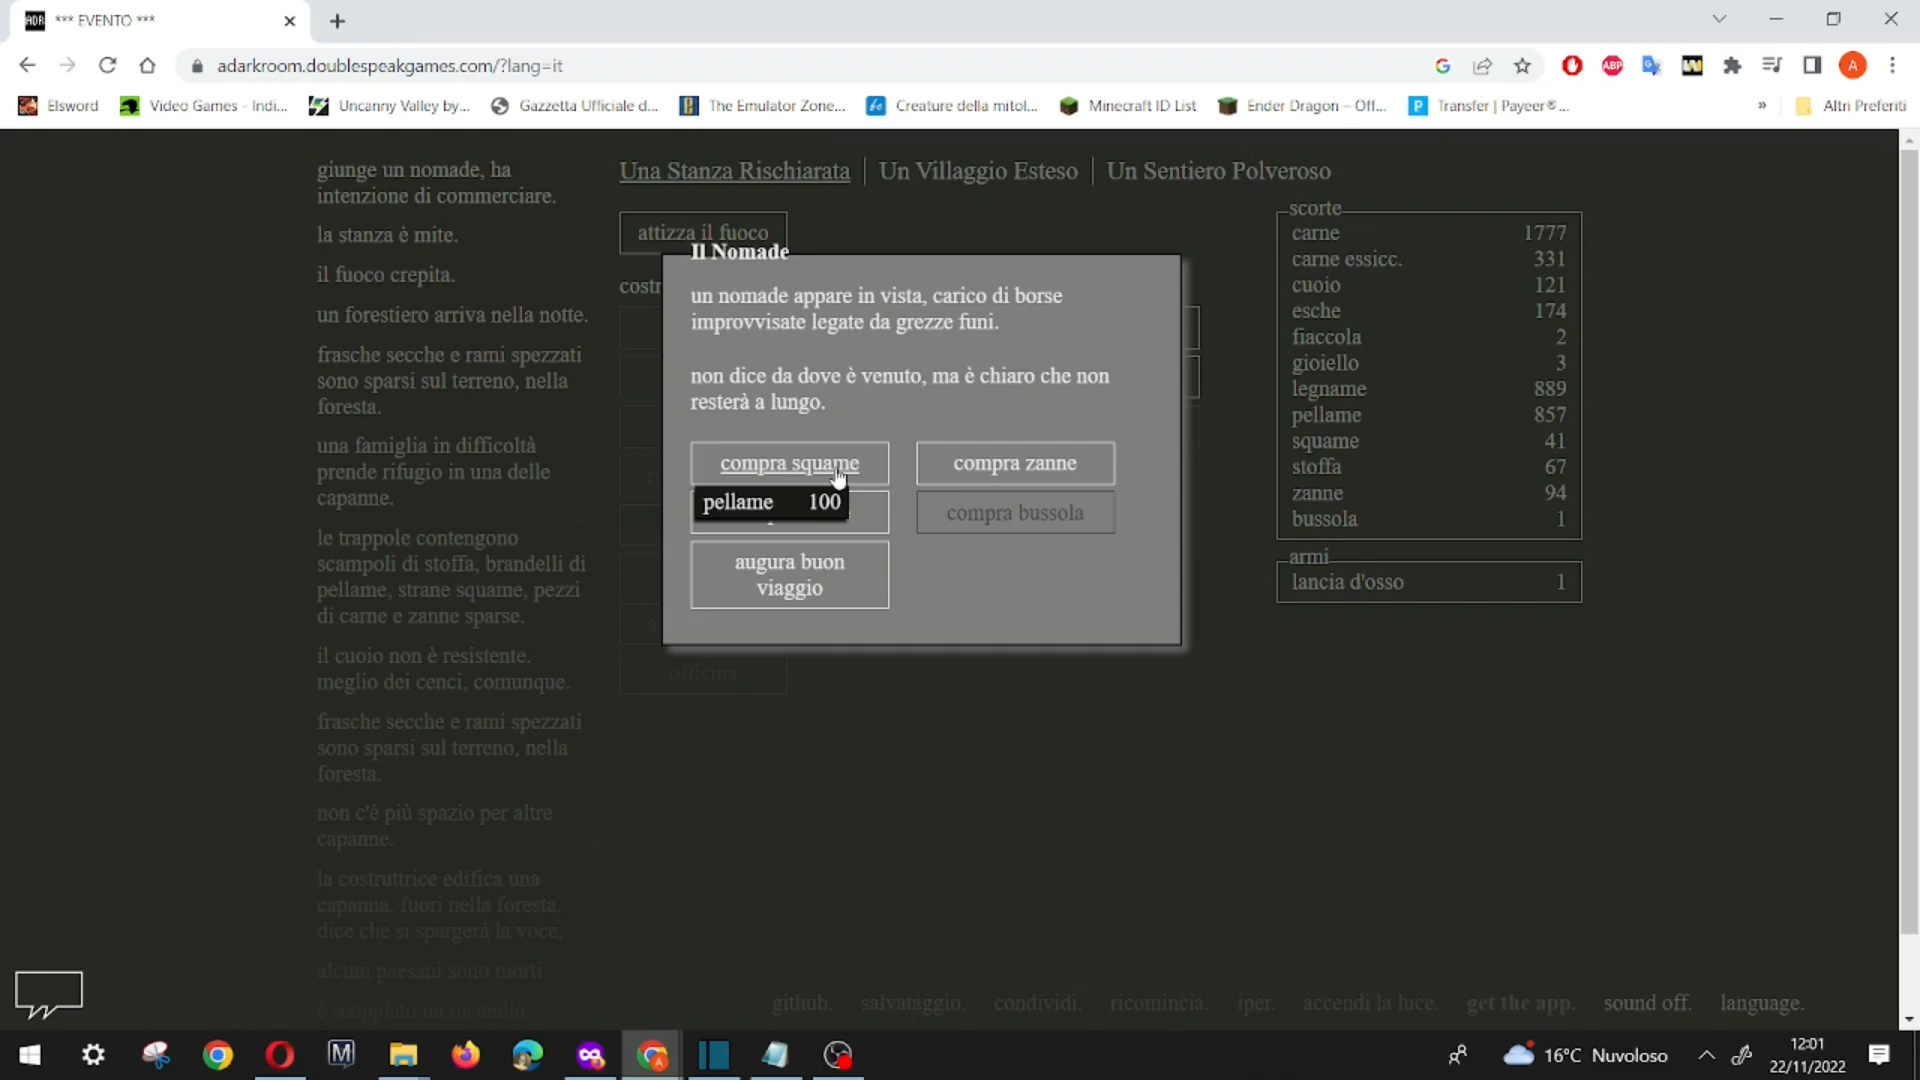 *** EVENTO ***
adarkroom.doublespeakgames.com/?lang=it
Elsword
Video Games - Indi...
Uncanny Valley by...
Gazzetta Ufficiale d...
The Emulator Zone...
Creature della mitol...
Minecraft ID List
Ender Dragon – Off...
Transfer | Payeer®...
»
Altri Preferiti
giunge un nomade, ha
intenzione di commerciare.
la stanza è mite.
il fuoco crepita.
un forestiero arriva nella notte.
frasche secche e rami spezzati
sono sparsi sul terreno, nella
foresta.
una famiglia in difficoltà
prende rifugio in una delle
capanne.
le trappole contengono
scampoli di stoffa, brandelli di
pellame, strane squame, pezzi
di carne e zanne sparse.
il cuoio non è resistente.
meglio dei cenci, comunque.
frasche secche e rami spezzati
sono sparsi sul terreno, nella
foresta.
non c'è più spazio per altre
capanne.
la costruttrice edifica una
capanna, fuori nella foresta.
dice che si spargerà la voce.
alcuni paesani sono morti.
è scoppiato un incendio.
Una Stanza Rischiarata | Un Villaggio Esteso | Un Sentiero Polveroso
attizza il fuoco
costr
Il Nomade
un nomade appare in vista, carico di borse
improvvisate legate da grezze funi.
non dice da dove è venuto, ma è chiaro che non
resterà a lungo.
compra squame
compra zanne
pellame 100
compra bussola
augura buon
viaggio
officina
scorte
carne 1777
carne essicc. 331
cuoio 121
esche 174
fiaccola 2
gioiello 3
legname 889
pellame 857
squame 41
stoffa 67
zanne 94
bussola 1
armi
lancia d'osso 1
github. salvataggio. condividi. ricomincia. iper. accendi la luce. get the app. sound off. language.
16°C Nuvoloso
12:01
22/11/2022